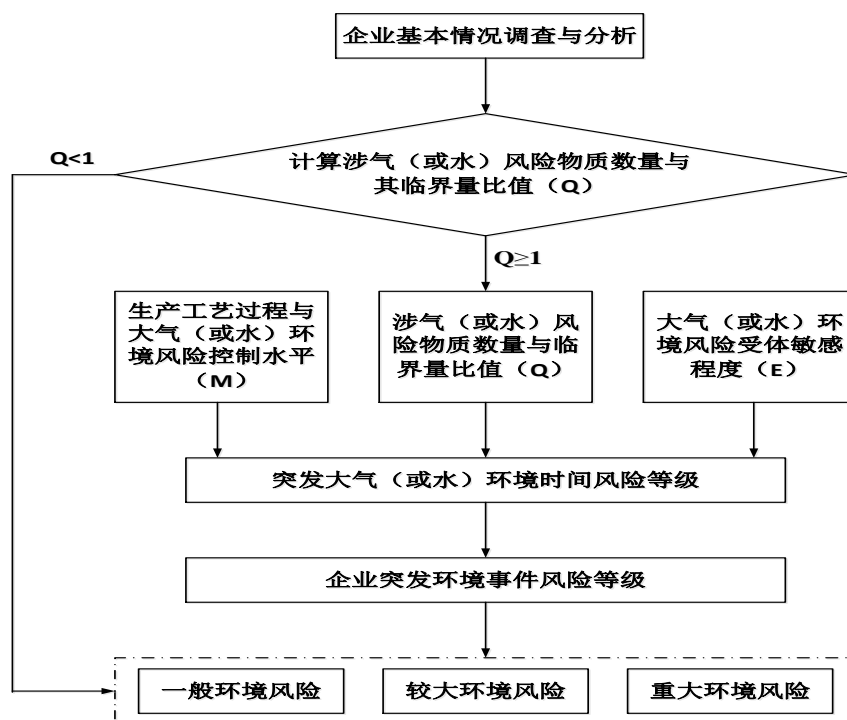 企业基本情况调查与分析
Q<1
计算涉气（或水）风险物质数量与
其临界量比值（Q）
Q≥1
生产工艺过程与
大气（或水）环
境风险控制水平
（M）
涉气（或水）风
险物质数量与临
界量比值（Q）
大气（或水）环
境风险受体敏感
程度（E）
突发大气（或水）环境时间风险等级
企业突发环境事件风险等级
一般环境风险
较大环境风险
重大环境风险